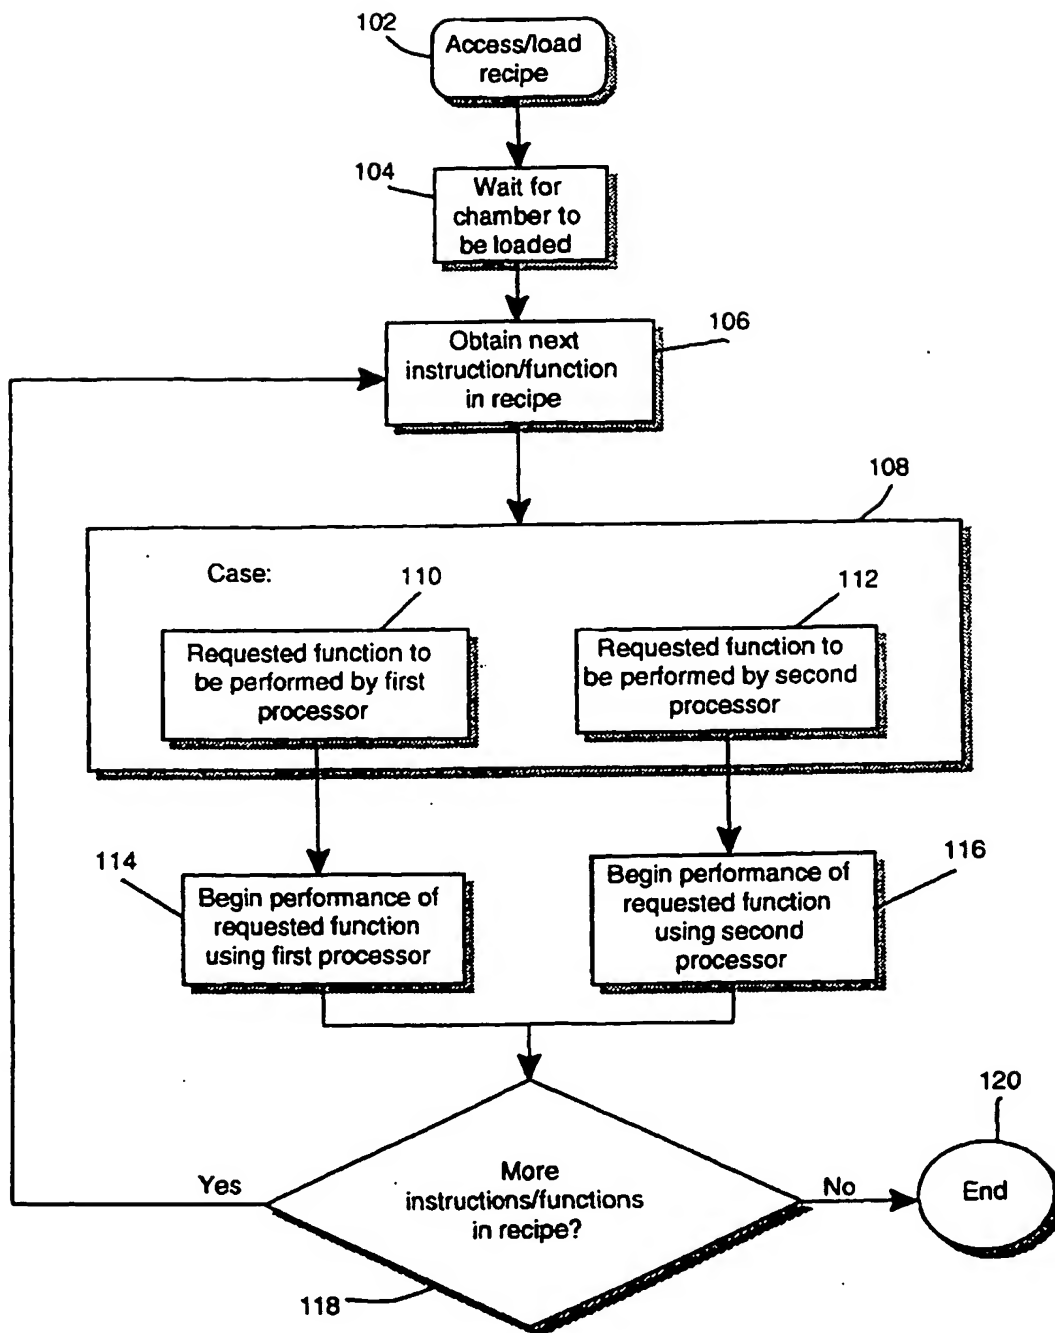 102
Access/load
recipe
104
Wait for
chamber to
be loaded
106
Obtain next
instruction/function
in recipe
108
Case:
110
112
Requested function to
be performed by first
processor
Requested function to
be performed by second
processor
114
Begin performance of
requested function
using first processor
116
Begin performance of
requested function
using second
processor
118
More
instructions/functions
in recipe?
Yes
No
120
End